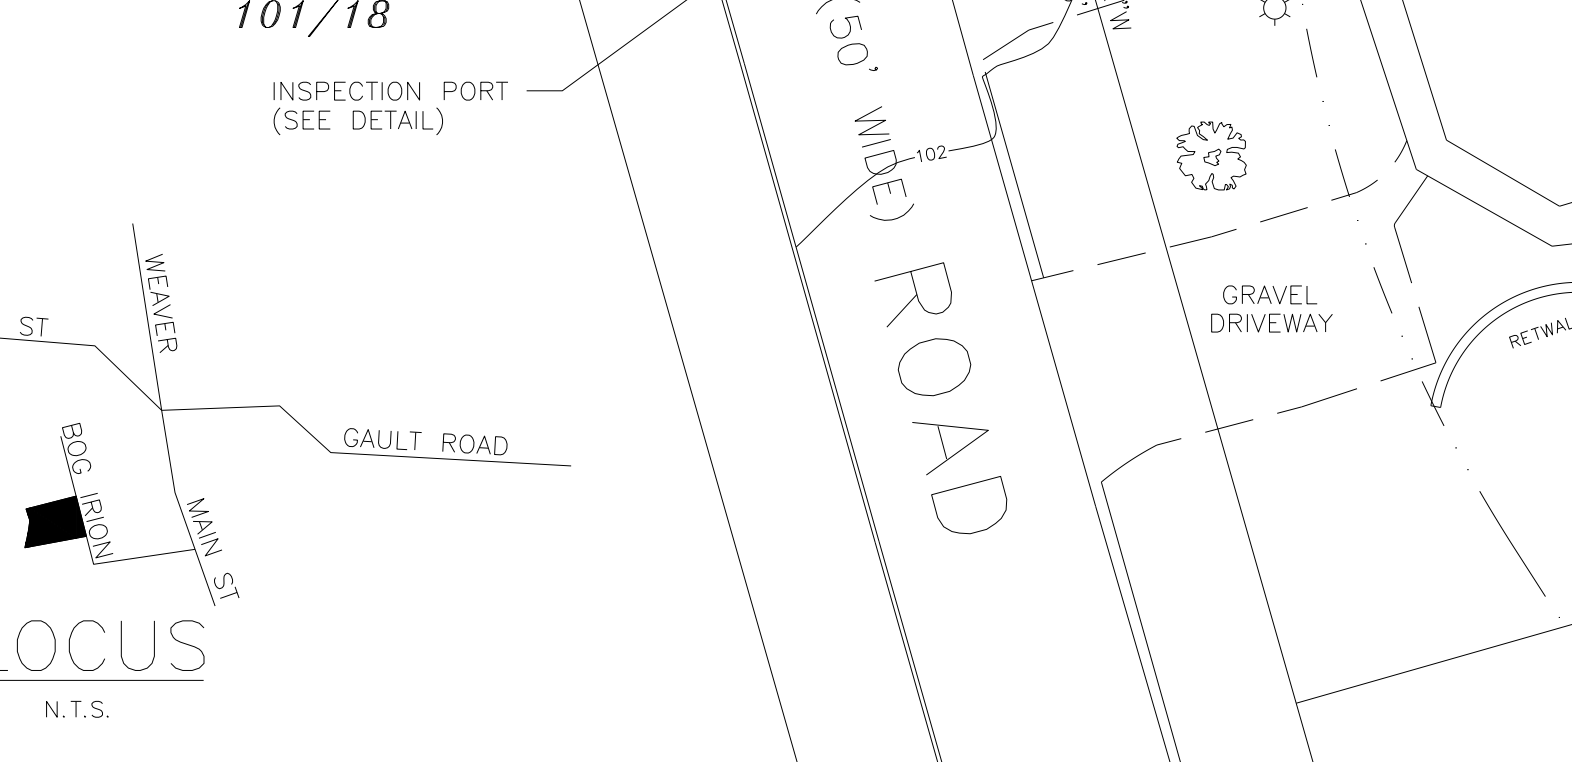 101/18
INSPECTION PORT
(SEE DETAIL)
(50' WIDE) ROAD
"W
102
WEAVER
ST
GRAVEL
DRIVEWAY
GAULT ROAD
BOG IRION
MAIN ST
OCUS
N.T.S.